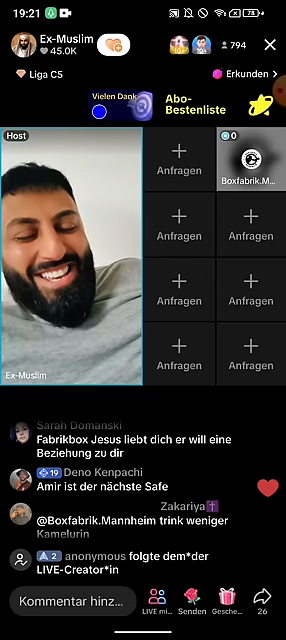 19:21
73
Ex-Muslim
45.0K
794
Liga C5
Erkunden >
Vielen Dank
Abo-
Bestenliste
Host
Anfragen
0
Boxfabrik.M...
Anfragen
Anfragen
Anfragen
Anfragen
Anfragen
Anfragen
Ex-Muslim
Sarah Domanski
Fabrikbox Jesus liebt dich er will eine
Beziehung zu dir
19 Deno Kenpachi
Amir ist der nächste Safe
Zakariya✝️
@Boxfabrik.Mannheim trink weniger
Kamelurin
2 anonymous folgte dem*der
LIVE-Creator*in
Kommentar hinz...
LIVE mi...
Senden
Gesche...
26